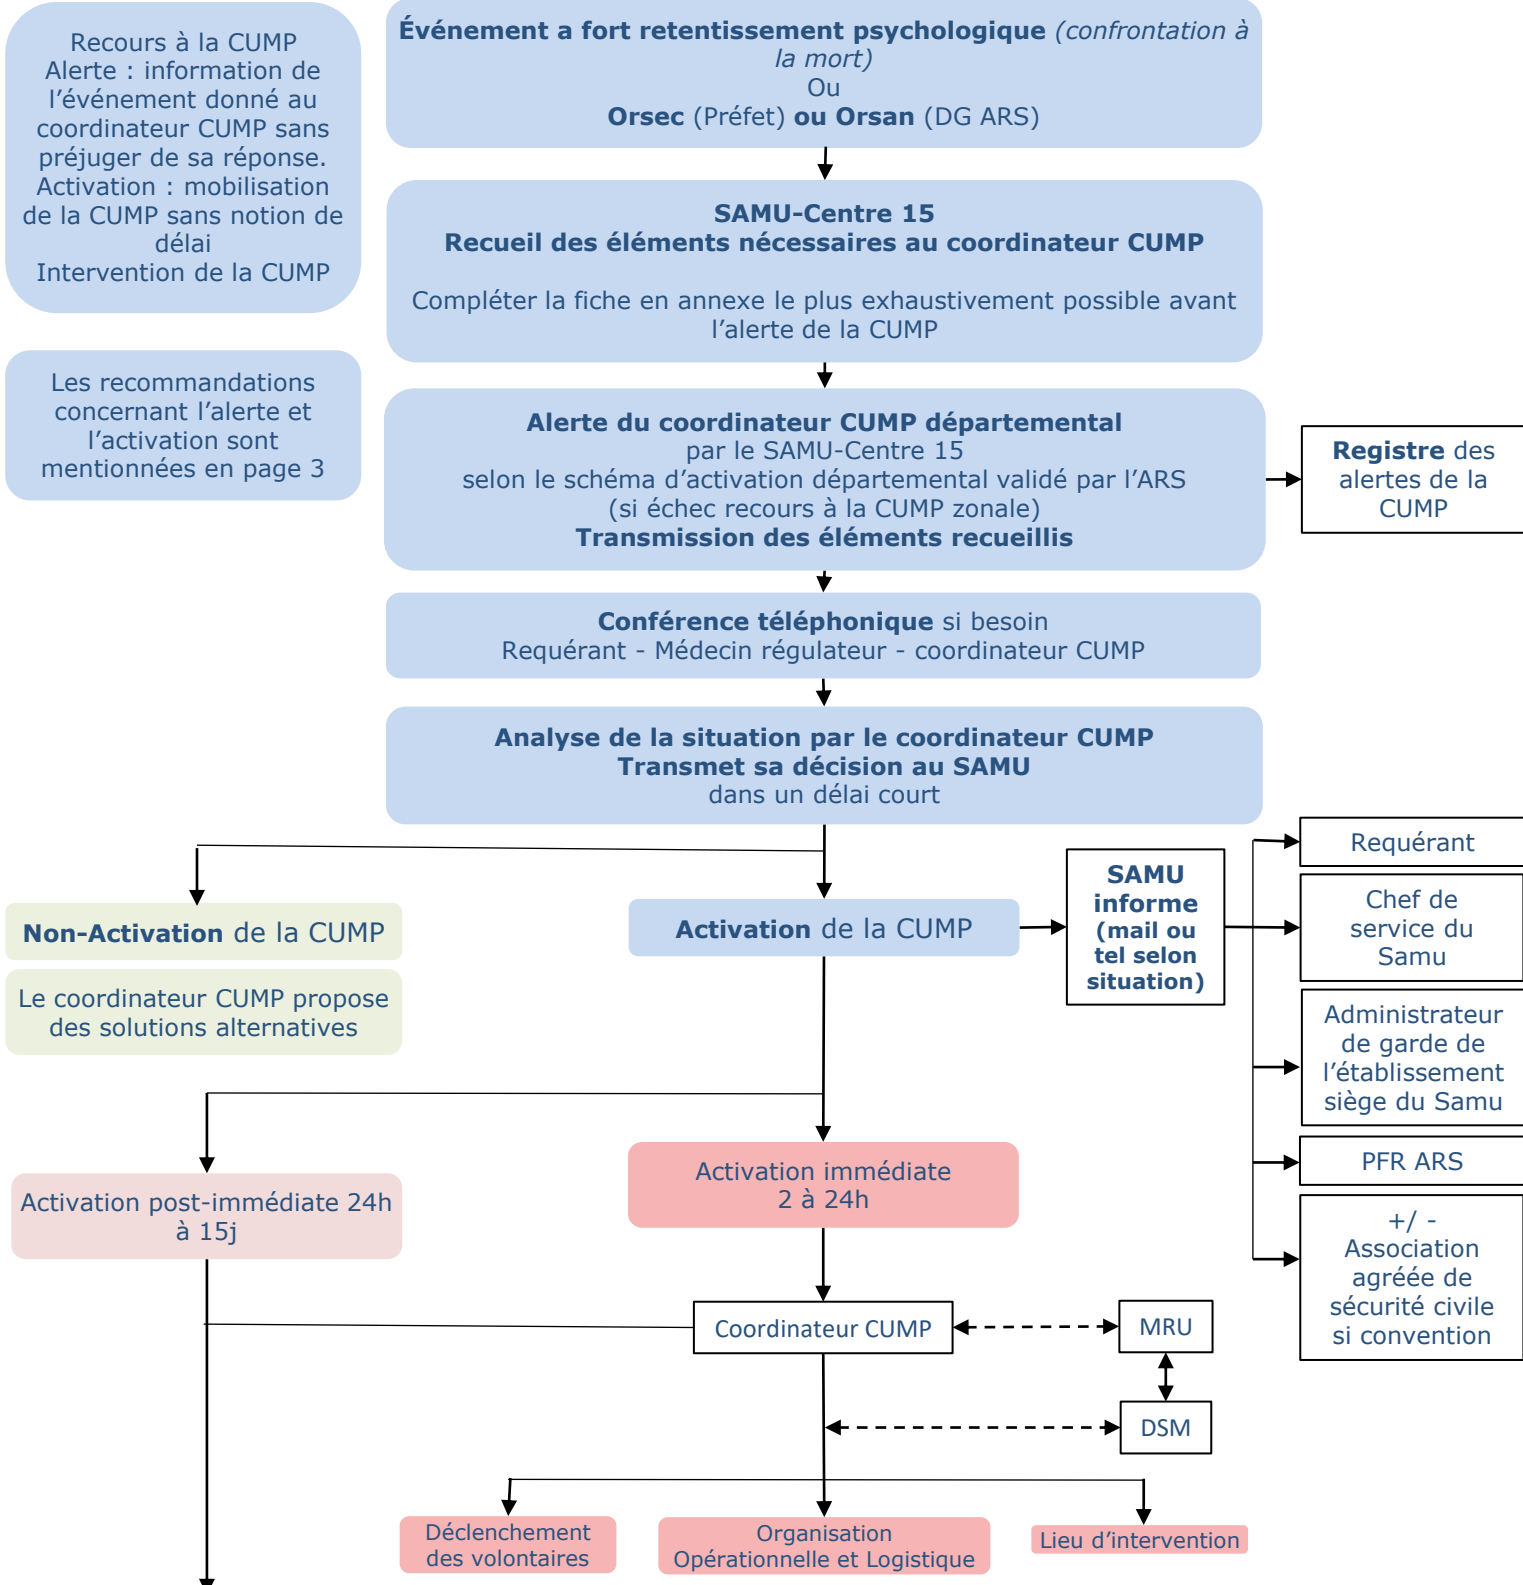 Recours à la CUMP
Alerte : information de
l’événement donné au
coordinateur CUMP sans
préjuger de sa réponse.
Activation : mobilisation
de la CUMP sans notion de
délai
Intervention de la CUMP
Les recommandations
concernant l’alerte et
l’activation sont
mentionnées en page 3
Événement a fort retentissement psychologique (confrontation à
la mort)
Ou
Orsec (Préfet) ou Orsan (DG ARS)
SAMU-Centre 15
Recueil des éléments nécessaires au coordinateur CUMP
Compléter la fiche en annexe le plus exhaustivement possible avant
l’alerte de la CUMP
Alerte du coordinateur CUMP départemental
par le SAMU-Centre 15
selon le schéma d’activation départemental validé par l’ARS
(si échec recours à la CUMP zonale)
Transmission des éléments recueillis
Registre des
alertes de la
CUMP
Conférence téléphonique si besoin
Requérant - Médecin régulateur - coordinateur CUMP
Analyse de la situation par le coordinateur CUMP
Transmet sa décision au SAMU
dans un délai court
Non-Activation de la CUMP
Le coordinateur CUMP propose
des solutions alternatives
Activation de la CUMP
SAMU
informe
(mail ou
tel selon
situation)
Requérant
Chef de
service du
Samu
Administrateur
de garde de
l’établissement
siège du Samu
PFR ARS
+/ -
Association
agréée de
sécurité civile
si convention
Activation post-immédiate 24h
à 15j
Activation immédiate
2 à 24h
Coordinateur CUMP
MRU
DSM
Déclenchement
des volontaires
Organisation
Opérationnelle et Logistique
Lieu d’intervention